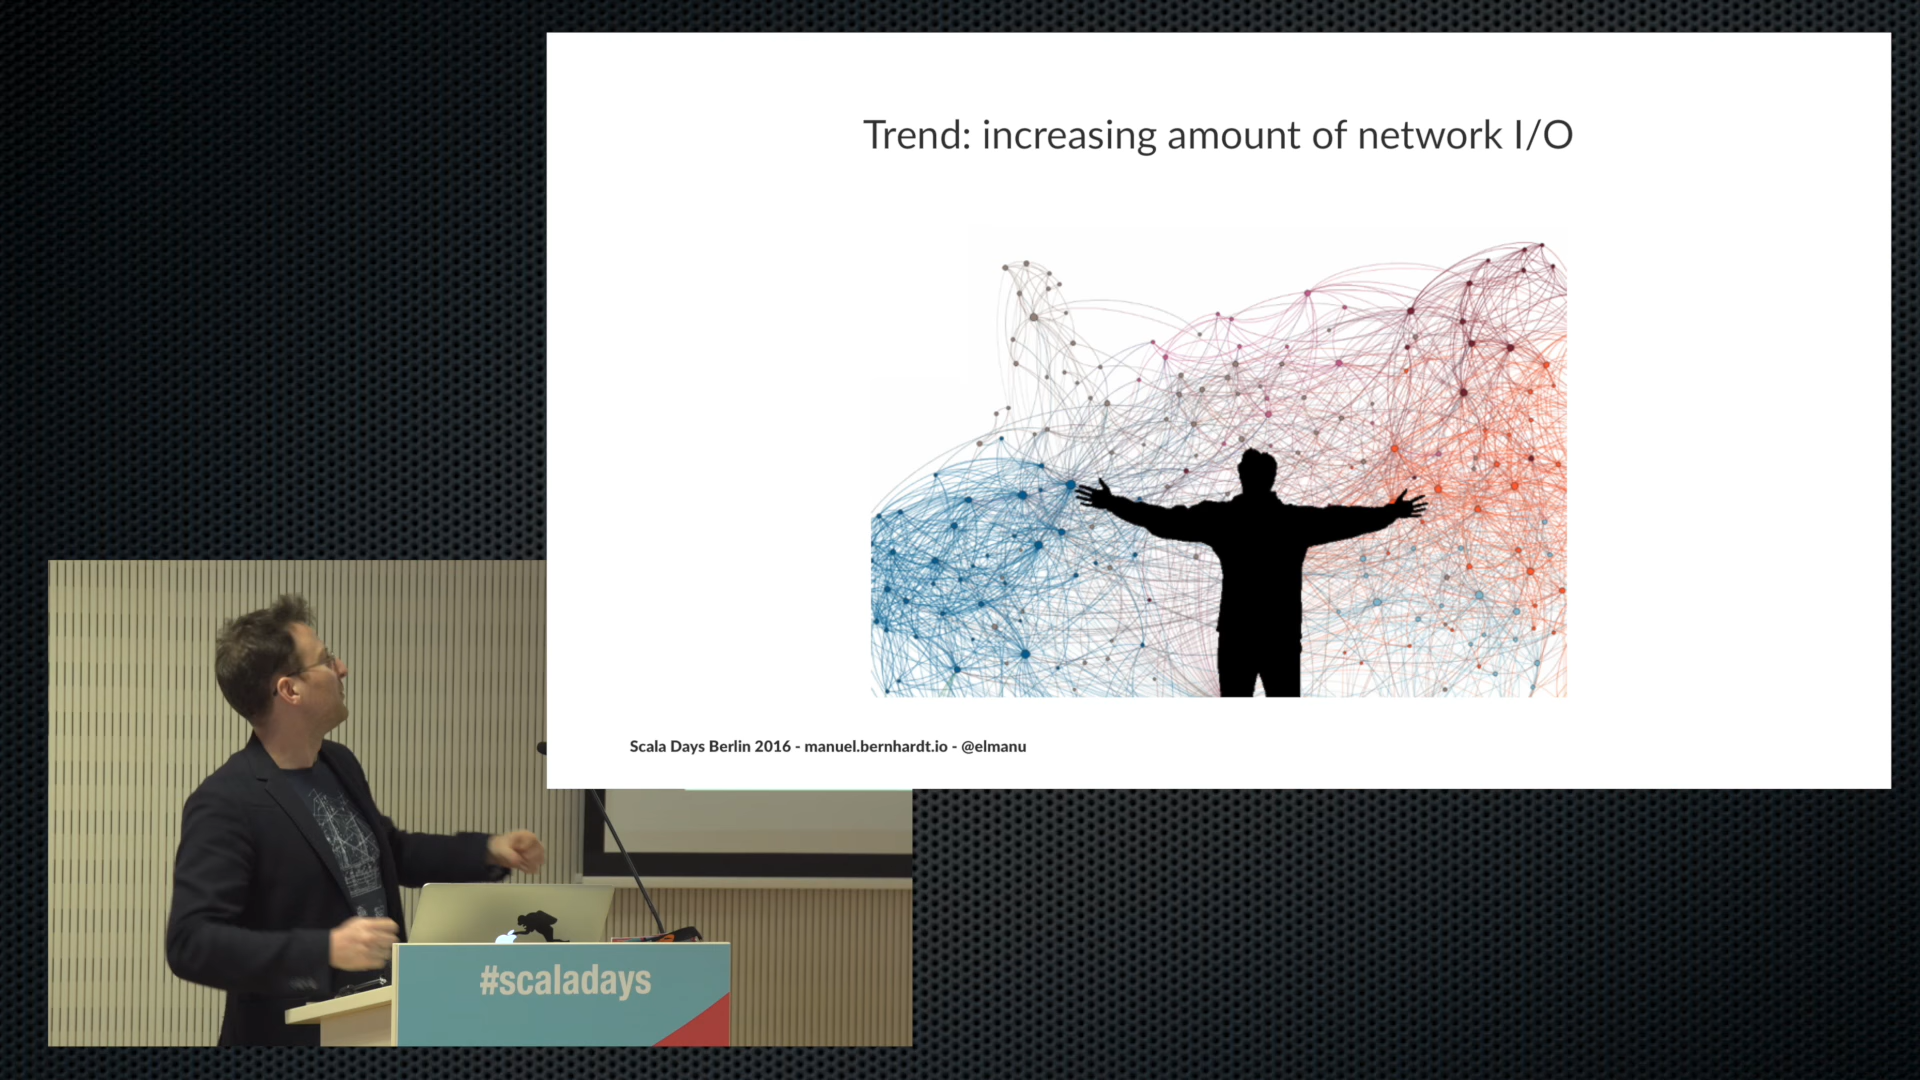 Trend: increasing amount of network I/O
Scala Days Berlin 2016 - manuel.bernhardt.io - @elmanu
#scaladays